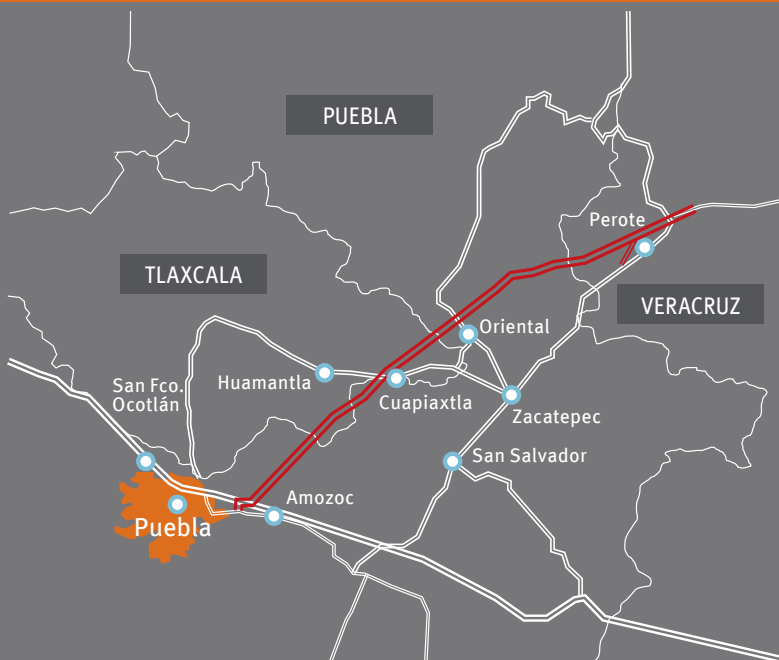 PUEBLA
Perote
TLAXCALA
VERACRUZ
Oriental
San Fco.
Ocotlán
Huamantla
Cuapiaxtla
Zacatepec
San Salvador
Amozoc
Puebla